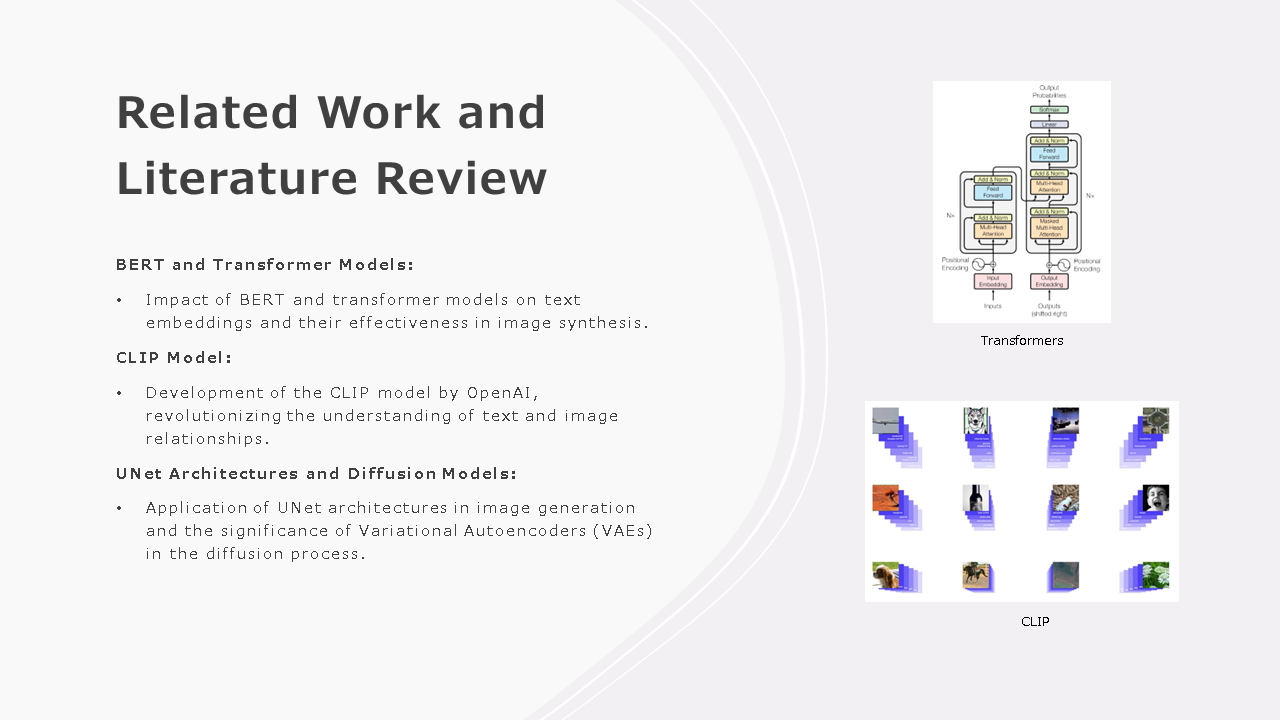 Related Work and
Literature Review
BERT and Transformer Models:
• Impact of BERT and transformer models on text
embeddings and their effectiveness in image synthesis.
CLIP Model:
• Development of the CLIP model by OpenAI,
revolutionizing the understanding of text and image
relationships.
UNet Architectures and Diffusion Models:
• Application of UNet architectures in image generation
and the significance of Variational Autoencoders (VAEs)
in the diffusion process.
Output
Probabilities
Softmax
Linear
Add & Norm
Feed
Forward
Add & Norm
Multi-Head
Attention
Add & Norm
Masked
Multi-Head
Attention
Nx
Add & Norm
Feed
Forward
Add & Norm
Multi-Head
Attention
Nx
Positional
Encoding
Positional
Encoding
Input
Embedding
Output
Embedding
Inputs
Outputs
(shifted right)
Transformers
CLIP